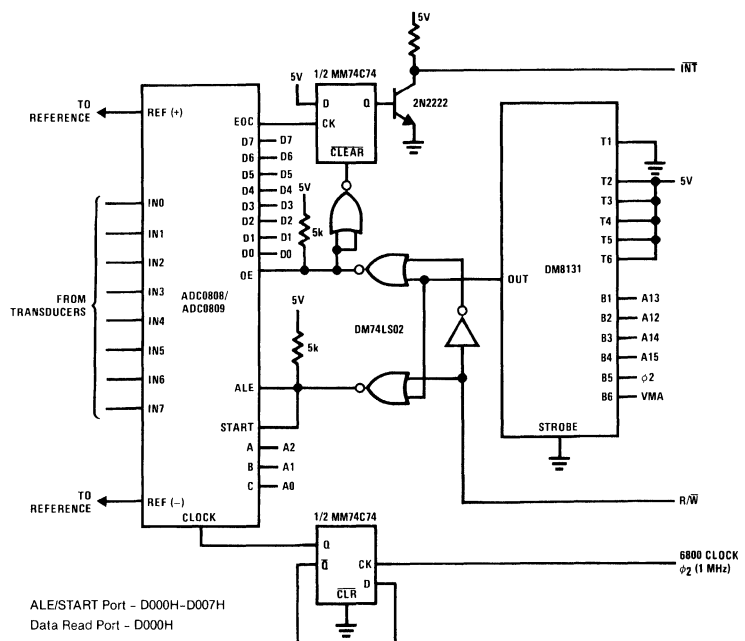 5V
1/2 MM74C74
5V
D
Q
CK
CLEAR
2N2222
INT
TO
REFERENCE
REF (+)
EOC
D7 D7
D6 D6
D5 D5
D4 D4
D3 D3
D2 D2
D1 D1
D0 D0
OE
5V
5k
T1
T2
5V
T3
T4
T5
T6
DM8131
OUT
B1 A13
B2 A12
B3 A14
B4 A15
B5 ϕ2
B6 VMA
STROBE
IN0
IN1
IN2
IN3
IN4
IN5
IN6
IN7
FROM
TRANSDUCERS
ADC0808/
ADC0809
5V
5k
DM74LS02
ALE
START
A A2
B A1
C A0
TO
REFERENCE
REF (−)
CLOCK
R/W
1/2 MM74C74
Q
Q
CK
D
CLR
6800 CLOCK
ϕ2 (1 MHz)
ALE/START Port – D000H–D007H
Data Read Port – D000H